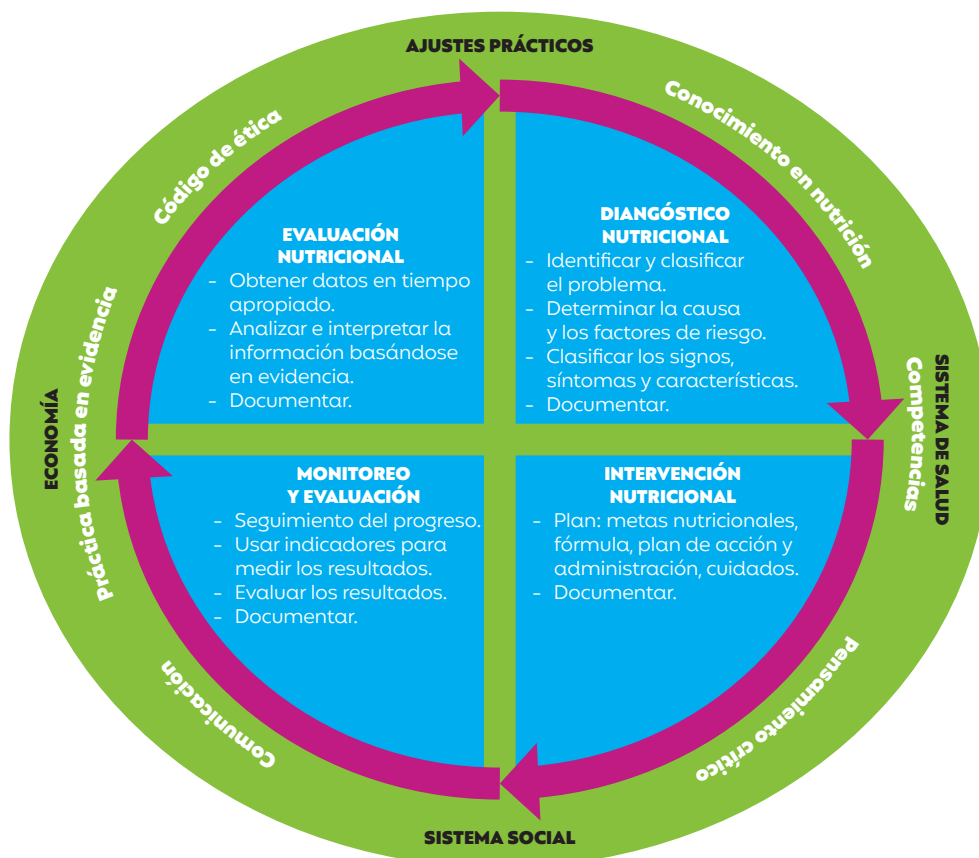 AJUSTES PRÁCTICOS
Código de ética
Conocimiento en nutrición
EVALUACIÓN
NUTRICIONAL
- Obtener datos en tiempo
apropiado.
- Analizar e interpretar la
información basándose
en evidencia.
- Documentar.
DIANGÓSTICO
NUTRICIONAL
- Identificar y clasificar
el problema.
- Determinar la causa
y los factores de riesgo.
- Clasificar los signos,
síntomas y características.
- Documentar.
ECONOMÍA
Práctica basada en evidencia
Competencias
SISTEMA DE SALUD
MONITOREO
Y EVALUACIÓN
- Seguimiento del progreso.
- Usar indicadores para
medir los resultados.
- Evaluar los resultados.
- Documentar.
INTERVENCIÓN
NUTRICIONAL
- Plan: metas nutricionales,
fórmula, plan de acción y
administración, cuidados.
- Documentar.
Comunicación
Pensamiento crítico
SISTEMA SOCIAL